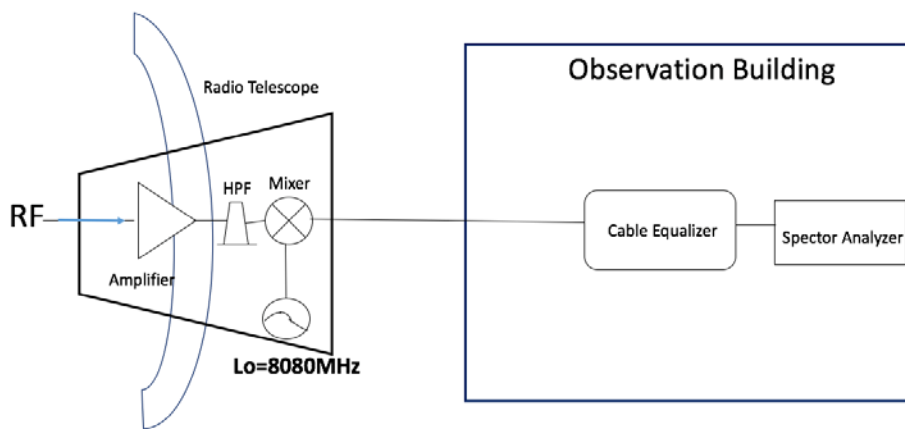 Observation Building
Radio Telescope
HPF
Mixer
RF
Cable Equalizer
Spector Analyzer
Amplifier
Lo=8080MHz